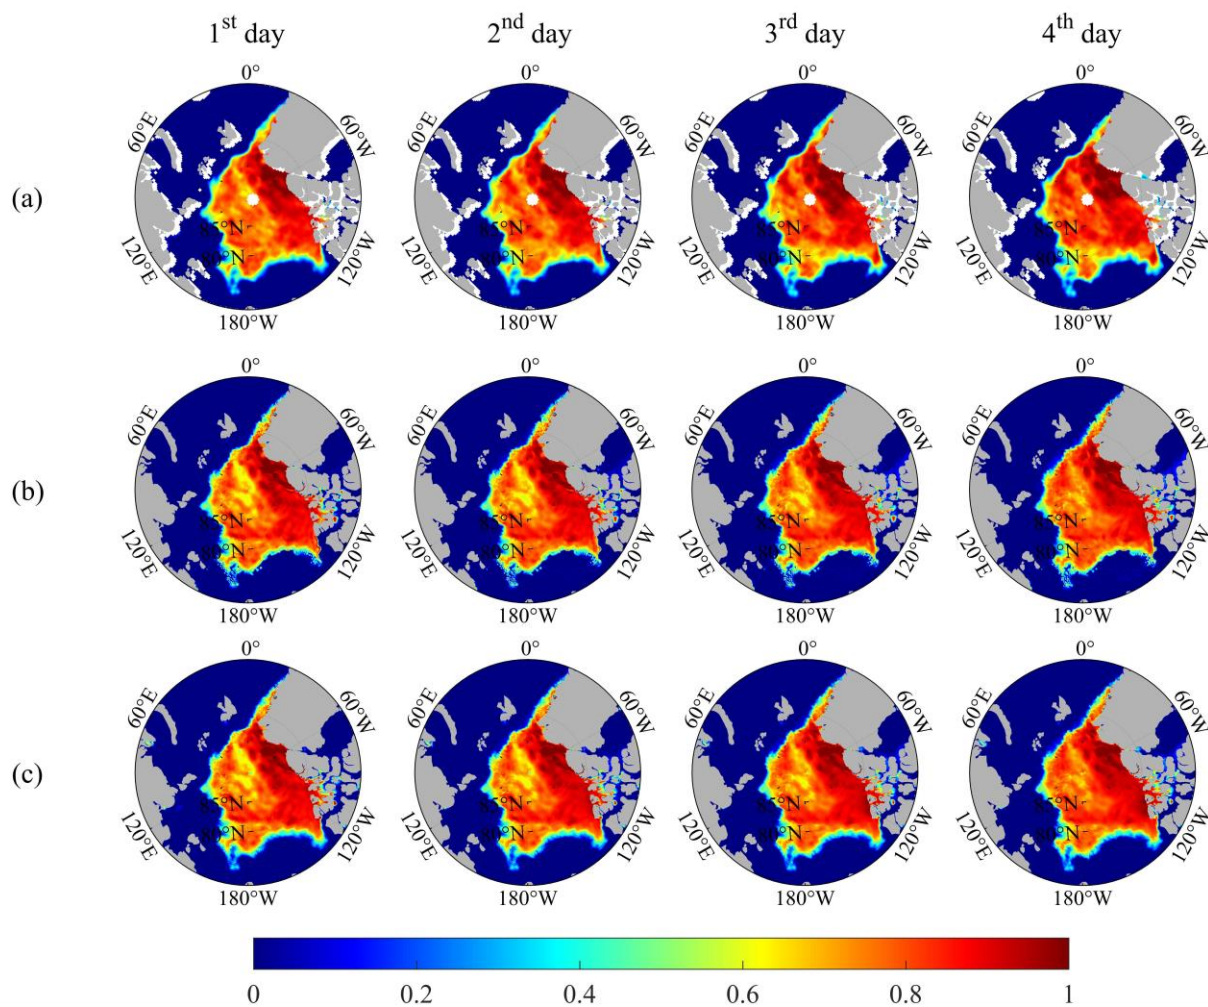 1st day 2nd day 3rd day 4th day
0° 0° 0° 0°
60°E 60°W 60°E 60°W 60°E 60°W 60°E 60°W
(a)
85°N 85°N 85°N 85°N
80°N 80°N 80°N 80°N
120°E 120°W 120°E 120°W 120°E 120°W 120°E 120°W
180°W 180°W 180°W 180°W
0° 0° 0° 0°
60°E 60°W 60°E 60°W 60°E 60°W 60°E 60°W
(b)
85°N 85°N 85°N 85°N
80°N 80°N 80°N 80°N
120°E 120°W 120°E 120°W 120°E 120°W 120°E 120°W
180°W 180°W 180°W 180°W
0° 0° 0° 0°
60°E 60°W 60°E 60°W 60°E 60°W 60°E 60°W
(c)
85°N 85°N 85°N 85°N
80°N 80°N 80°N 80°N
120°E 120°W 120°E 120°W 120°E 120°W 120°E 120°W
180°W 180°W 180°W 180°W
0 0.2 0.4 0.6 0.8 1